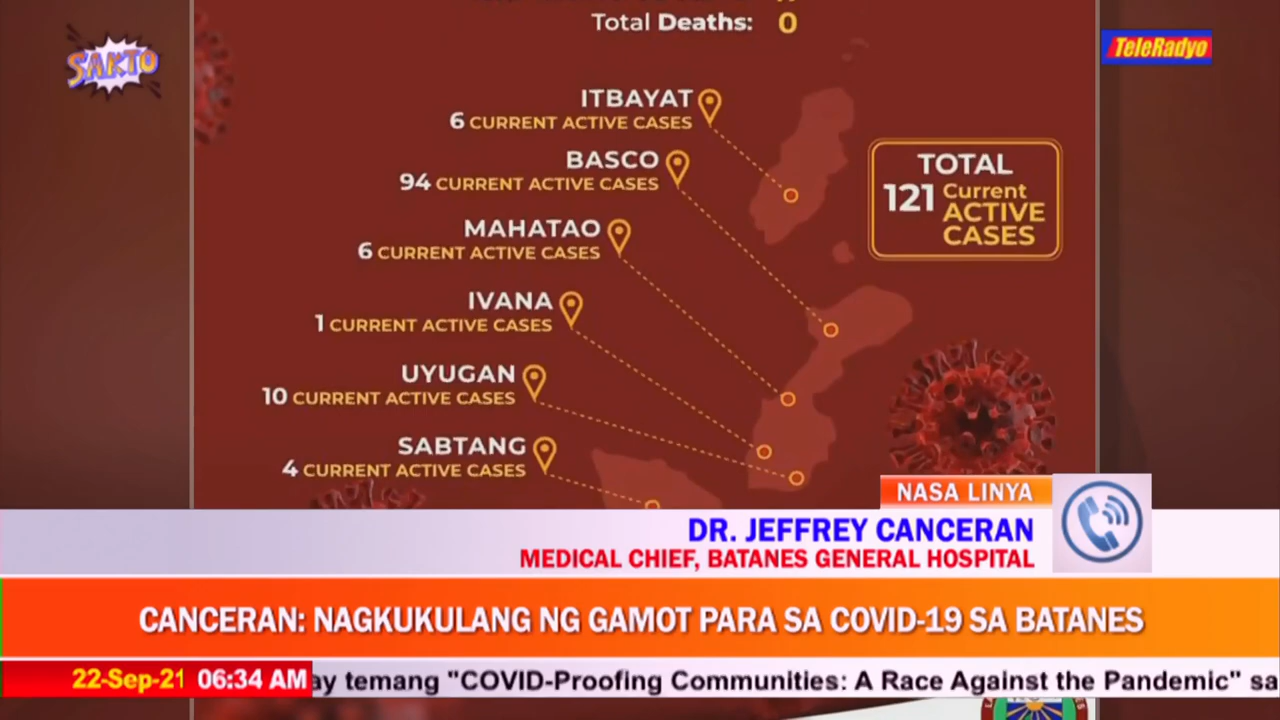 Total Deaths: 0
SAKTO
TeleRadyo
ITBAYAT
6 CURRENT ACTIVE CASES
BASCO
94 CURRENT ACTIVE CASES
TOTAL
121 Current
ACTIVE
CASES
MAHATAO
6 CURRENT ACTIVE CASES
IVANA
1 CURRENT ACTIVE CASES
UYUGAN
10 CURRENT ACTIVE CASES
SABTANG
4 CURRENT ACTIVE CASES
NASA LINYA
DR. JEFFREY CANCERAN
MEDICAL CHIEF, BATANES GENERAL HOSPITAL
CANCERAN: NAGKUKULANG NG GAMOT PARA SA COVID-19 SA BATANES
22-Sep-21 06:34 AM ay temang "COVID-Proofing Communities: A Race Against the Pandemic" sa